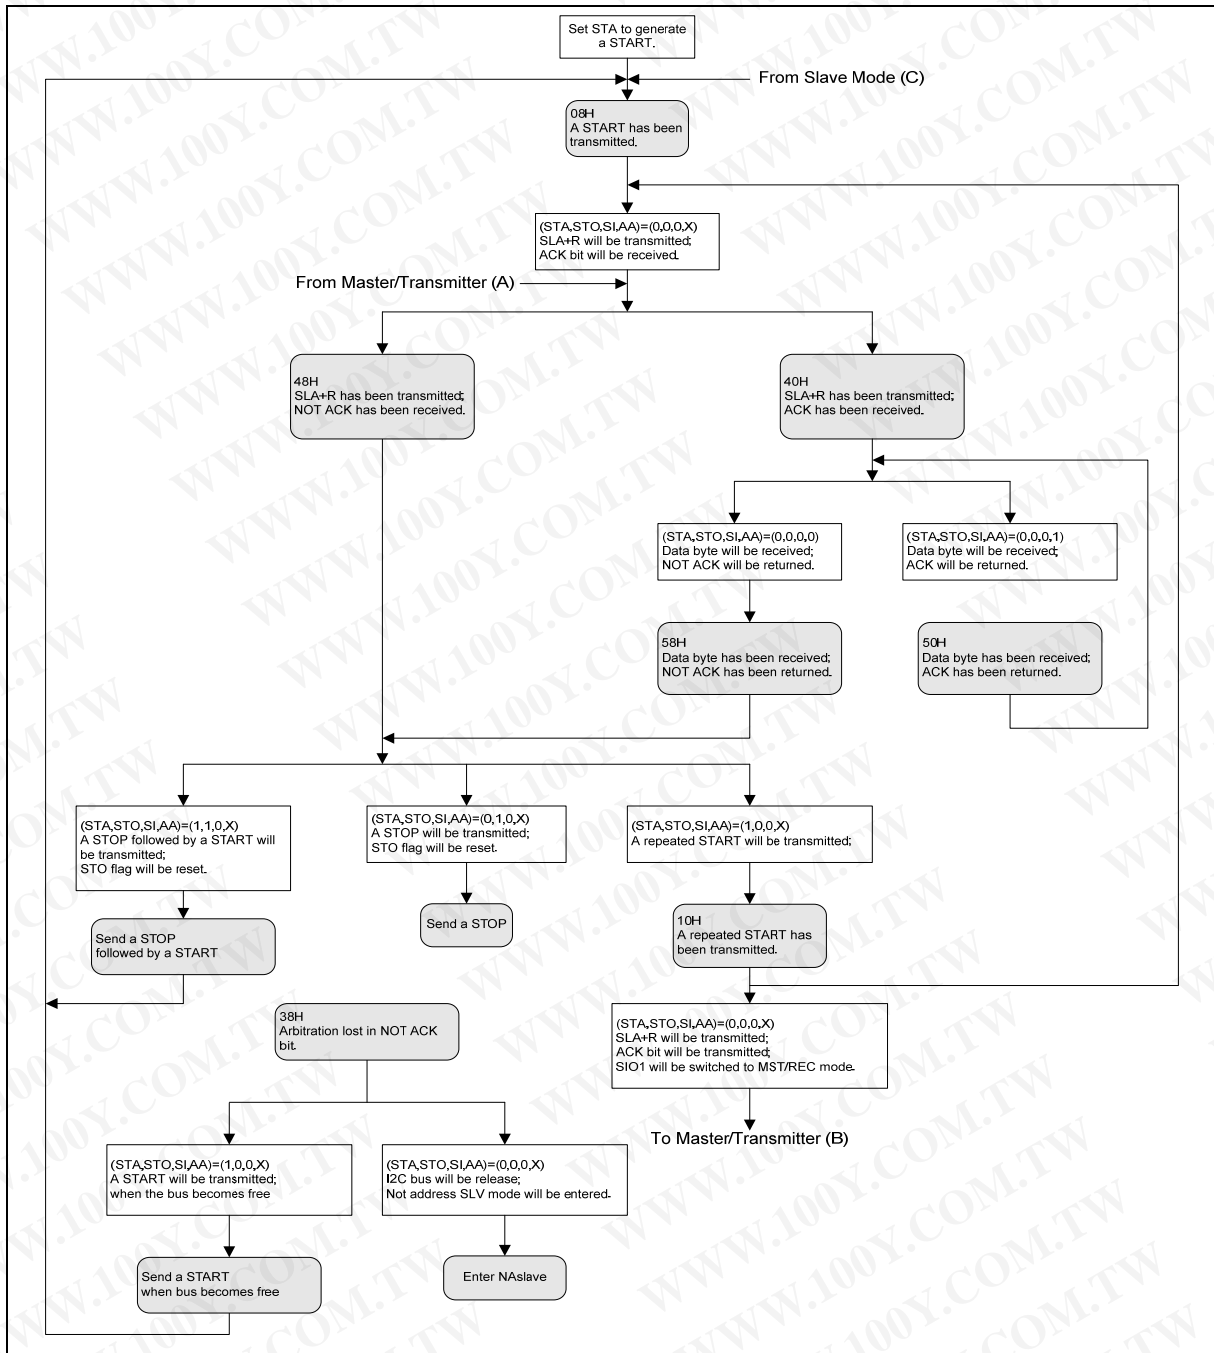 Set STA to generate
a START.
From Slave Mode (C)
08H
A START has been
transmitted.
(STA,STO,SI,AA)=(0,0,0,X)
SLA+R will be transmitted;
ACK bit will be received.
From Master/Transmitter (A)
48H
SLA+R has been transmitted;
NOT ACK has been received.
40H
SLA+R has been transmitted;
ACK has been received.
(STA,STO,SI,AA)=(0,0,0,0)
Data byte will be received;
NOT ACK will be returned.
(STA,STO,SI,AA)=(0,0,0,1)
Data byte will be received;
ACK will be returned.
58H
Data byte has been received;
NOT ACK has been returned.
50H
Data byte has been received;
ACK has been returned.
(STA,STO,SI,AA)=(1,1,0,X)
A STOP followed by a START will
be transmitted;
STO flag will be reset.
(STA,STO,SI,AA)=(0,1,0,X)
A STOP will be transmitted;
STO flag will be reset.
(STA,STO,SI,AA)=(1,0,0,X)
A repeated START will be transmitted;
Send a STOP
followed by a START
Send a STOP
10H
A repeated START has
been transmitted.
38H
Arbitration lost in NOT ACK
bit.
(STA,STO,SI,AA)=(0,0,0,X)
SLA+R will be transmitted;
ACK bit will be transmitted;
SIO1 will be switched to MST/REC mode.
To Master/Transmitter (B)
(STA,STO,SI,AA)=(1,0,0,X)
A START will be transmitted;
when the bus becomes free
(STA,STO,SI,AA)=(0,0,0,X)
I2C bus will be release;
Not address SLV mode will be entered.
Send a START
when bus becomes free
Enter NAslave
WWW.100Y.COM.TW